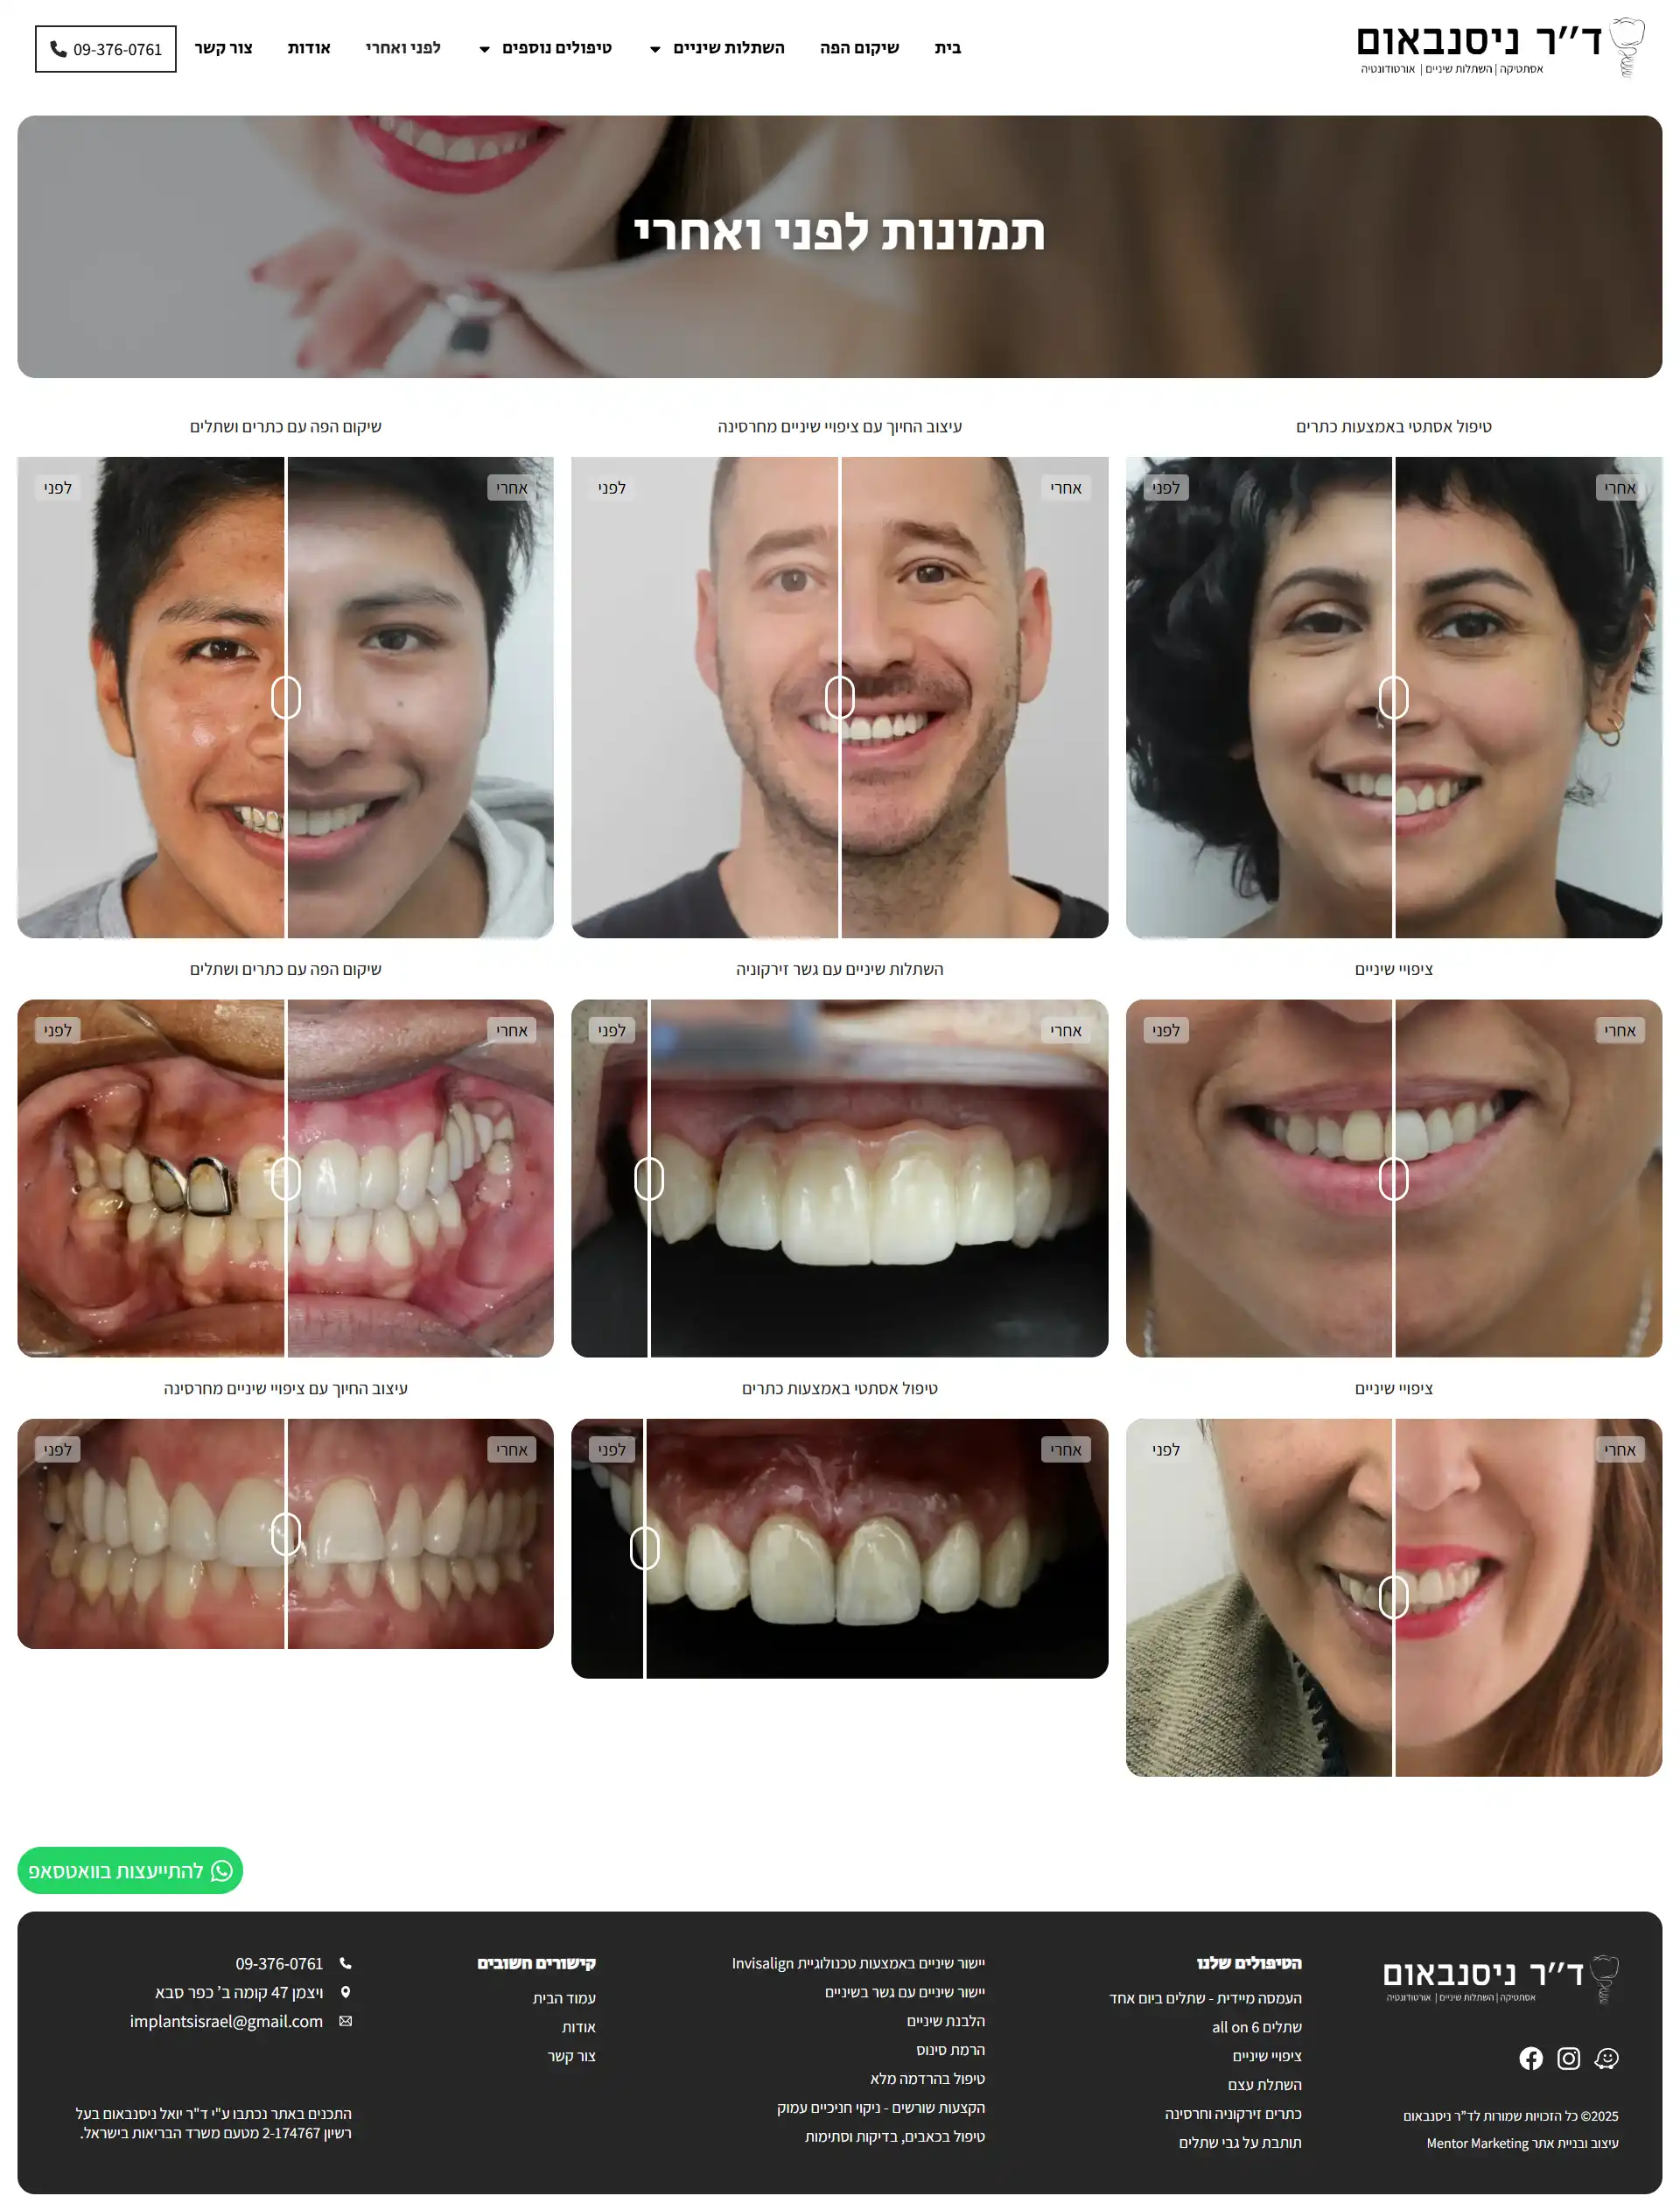 ד"ר ניסנבאום
אסתטיקה | השתלות שיניים | אורטודונטיה
בית
שיקום הפה
השתלות שיניים
טיפולים נוספים
לפני ואחרי
אודות
צור קשר
09-376-0761
תמונות לפני ואחרי
טיפול אסתטי באמצעות כתרים
אחרי
לפני
עיצוב החיוך עם ציפויי שיניים מחרסינה
אחרי
לפני
שיקום הפה עם כתרים ושתלים
אחרי
לפני
ציפויי שיניים
אחרי
לפני
השתלות שיניים עם גשר זירקוניה
אחרי
לפני
שיקום הפה עם כתרים ושתלים
אחרי
לפני
ציפויי שיניים
אחרי
לפני
טיפול אסתטי באמצעות כתרים
אחרי
לפני
עיצוב החיוך עם ציפויי שיניים מחרסינה
אחרי
לפני
להתייעצות בוואטסאפ
ד"ר ניסנבאום
אסתטיקה | השתלות שיניים | אורטודונטיה
2025© כל הזכויות שמורות לד"ר ניסנבאום
עיצוב ובניית אתר Mentor Marketing
הטיפולים שלנו
העמסה מיידית - שתלים ביום אחד
שתלים all on 6
ציפויי שיניים
השתלת עצם
כתרים זירקוניה וחרסינה
תותבת על גבי שתלים
יישור שיניים באמצעות טכנולוגיית Invisalign
יישור שיניים עם גשר בשיניים
הלבנת שיניים
הרמת סינוס
טיפול בהרדמה מלא
הקצעות שורשים - ניקוי חניכיים עמוק
טיפול בכאבים, בדיקות וסתימות
קישורים חשובים
עמוד הבית
אודות
צור קשר
09-376-0761
ויצמן 47 קומה ב' כפר סבא
implantsisrael@gmail.com
התכנים באתר נכתבו ע"י ד"ר יואל ניסנבאום בעל
רשיון 2-174767 מטעם משרד הבריאות בישראל.